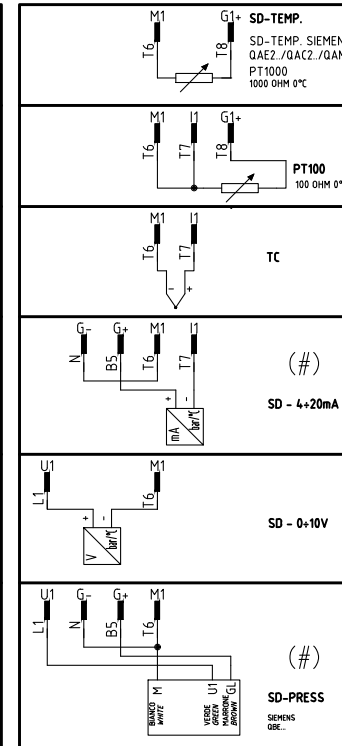 M1 G1+ SD-TEMP.
T6 T8 SD-TEMP. SIEMENS
QAE2../QAC2../QAM
PT1000
1000 OHM 0°C
M1 I1 G1+
T6 T7 T8
PT100
100 OHM 0°
M1 I1
T6 T7
TC
- +
G- G+ M1 I1
N B5 T6 T7
(#)
+ -
mA bar/°C
SD - 4÷20mA
U1 M1
L1 T6
+ -
V bar/°C
SD - 0÷10V
U1 G- G+ M1
L1 N B5 T6
(#)
M U1 GL
BIANCO
WHITE
VERDE
GREEN
MARRONE
BROWN
SD-PRESS
SIEMENS
QBE...